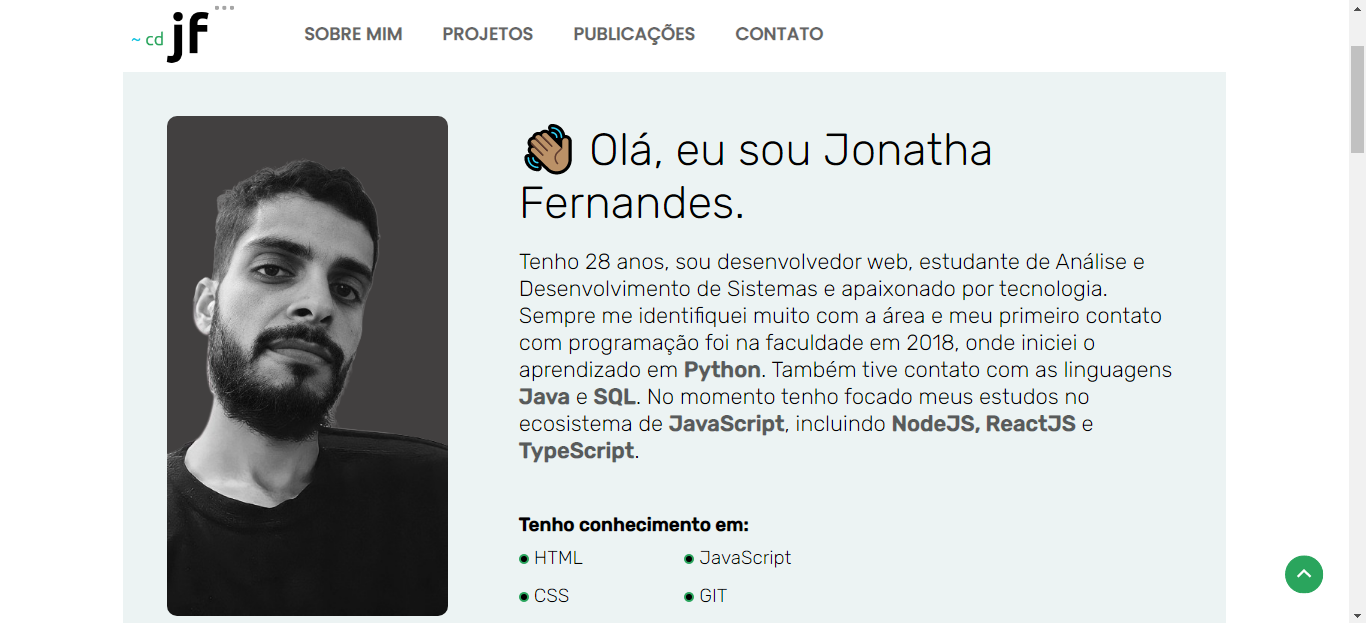 ~ cd jf
SOBRE MIM PROJETOS PUBLICAÇÕES CONTATO
👋🏽 Olá, eu sou Jonatha
Fernandes.
Tenho 28 anos, sou desenvolvedor web, estudante de Análise e
Desenvolvimento de Sistemas e apaixonado por tecnologia.
Sempre me identifiquei muito com a área e meu primeiro contato
com programação foi na faculdade em 2018, onde iniciei o
aprendizado em Python. Também tive contato com as linguagens
Java e SQL. No momento tenho focado meus estudos no
ecosistema de JavaScript, incluindo NodeJS, ReactJS e
TypeScript.
Tenho conhecimento em:
HTML JavaScript
CSS GIT